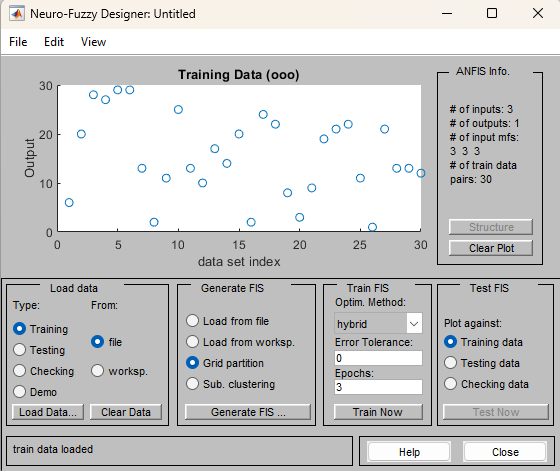 Neuro-Fuzzy Designer: Untitled
File Edit View
Training Data (ooo)
30
20
10
0
Output
0 5 10 15 20 25 30
data set index
ANFIS Info.
# of inputs: 3
# of outputs: 1
# of input mfs:
3 3 3
# of train data
pairs: 30
Structure
Clear Plot
Load data
Type: From:
Training
Testing
Checking
Demo
file
worksp.
Load Data... Clear Data
Generate FIS
Load from file
Load from worksp.
Grid partition
Sub. clustering
Generate FIS ...
Train FIS
Optim. Method:
hybrid
Error Tolerance:
0
Epochs:
3
Train Now
Test FIS
Plot against:
Training data
Testing data
Checking data
Test Now
train data loaded
Help Close